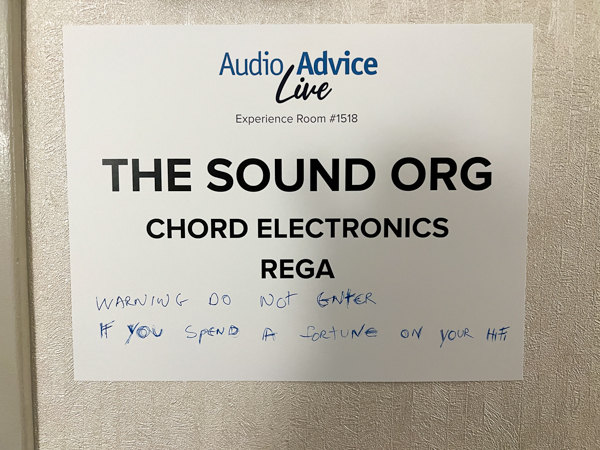 Audio Advice
Live
Experience Room #1518
THE SOUND ORG
CHORD ELECTRONICS
REGA
WARNING DO NOT ENTER
IF YOU SPEND A fORTUNE ON YOUR HiFi